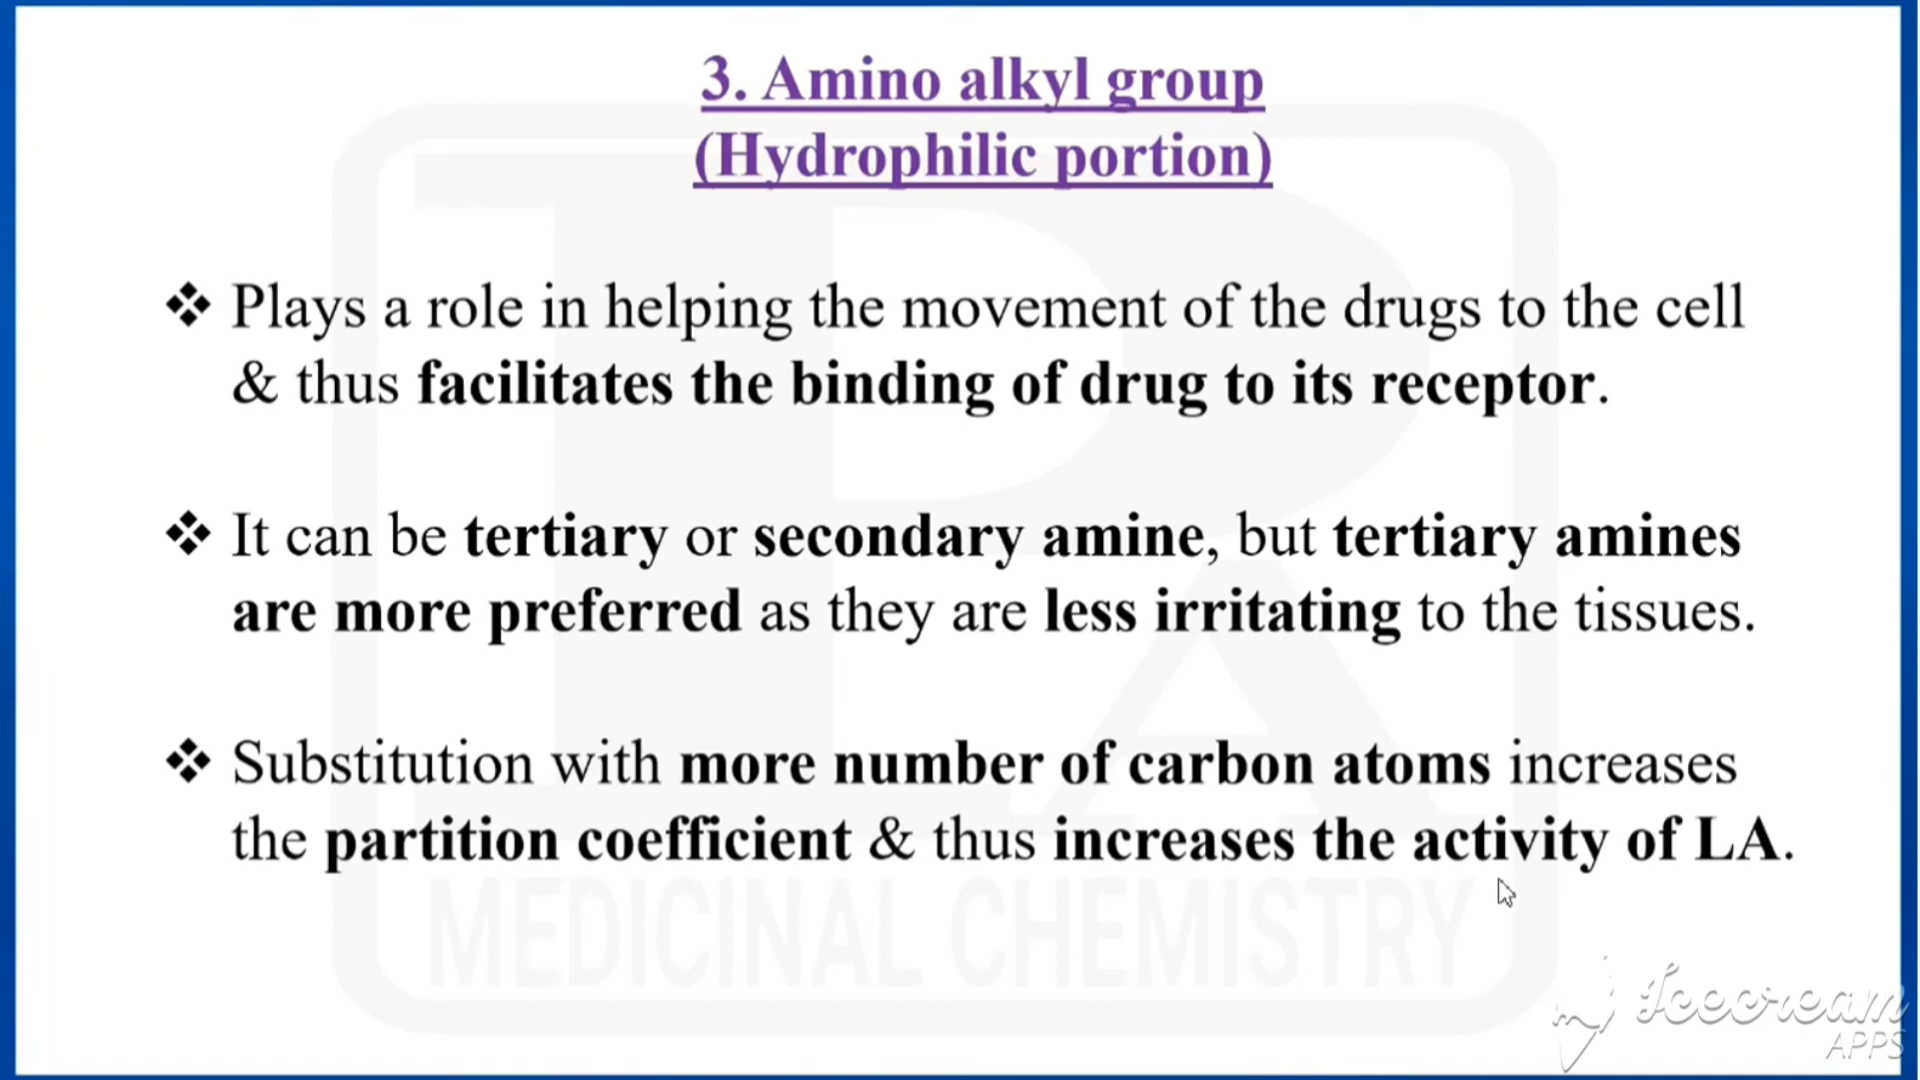 3. Amino alkyl group
(Hydrophilic portion)
❖ Plays a role in helping the movement of the drugs to the cell
& thus facilitates the binding of drug to its receptor.
❖ It can be tertiary or secondary amine, but tertiary amines
are more preferred as they are less irritating to the tissues.
❖ Substitution with more number of carbon atoms increases
the partition coefficient & thus increases the activity of LA.
MEDICINAL CHEMISTRY
Icecream
APPS